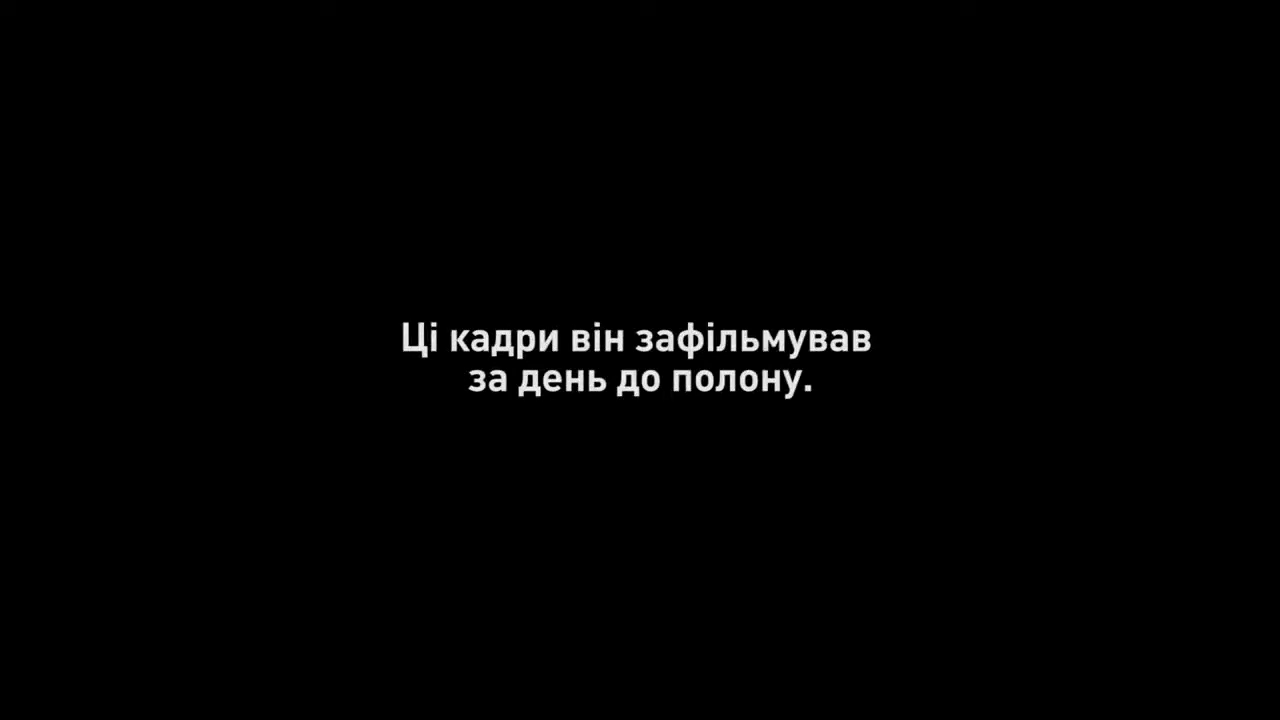 Ці кадри він зафільмував
за день до полону.